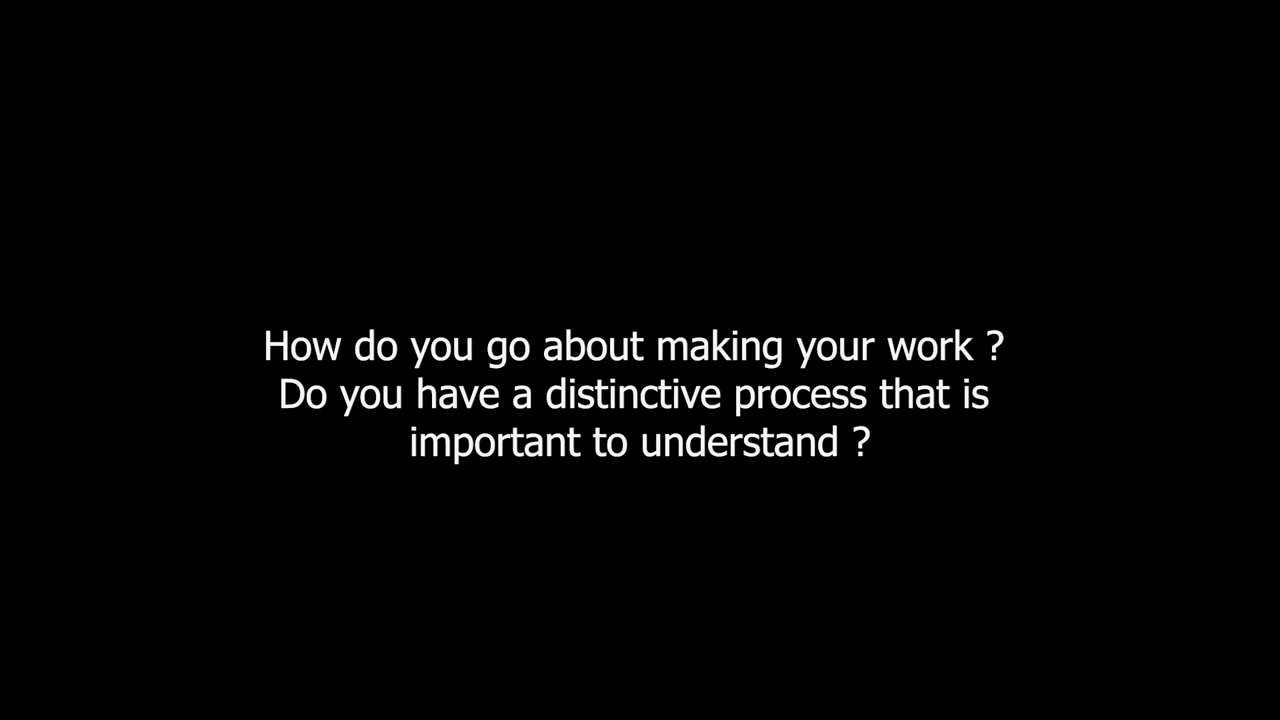 How do you go about making your work ?
Do you have a distinctive process that is
important to understand ?